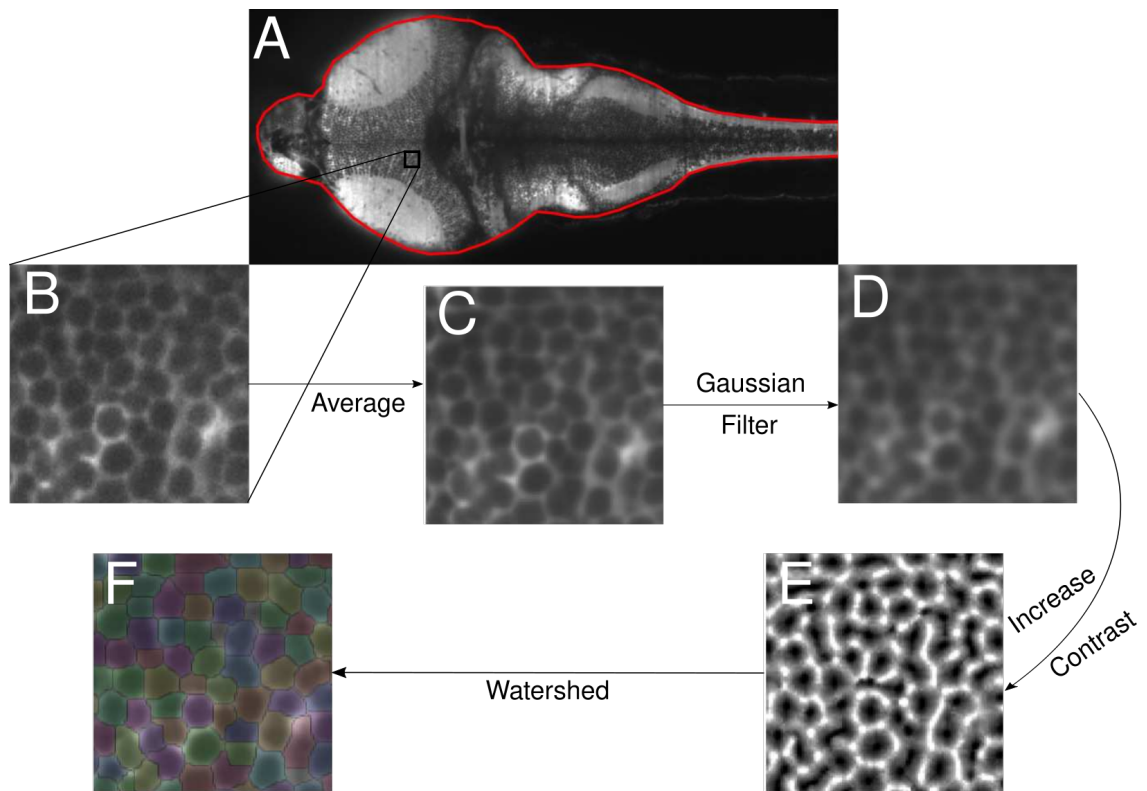 A
B
C
D
Average
Gaussian
Filter
F
E
Increase
Contrast
Watershed